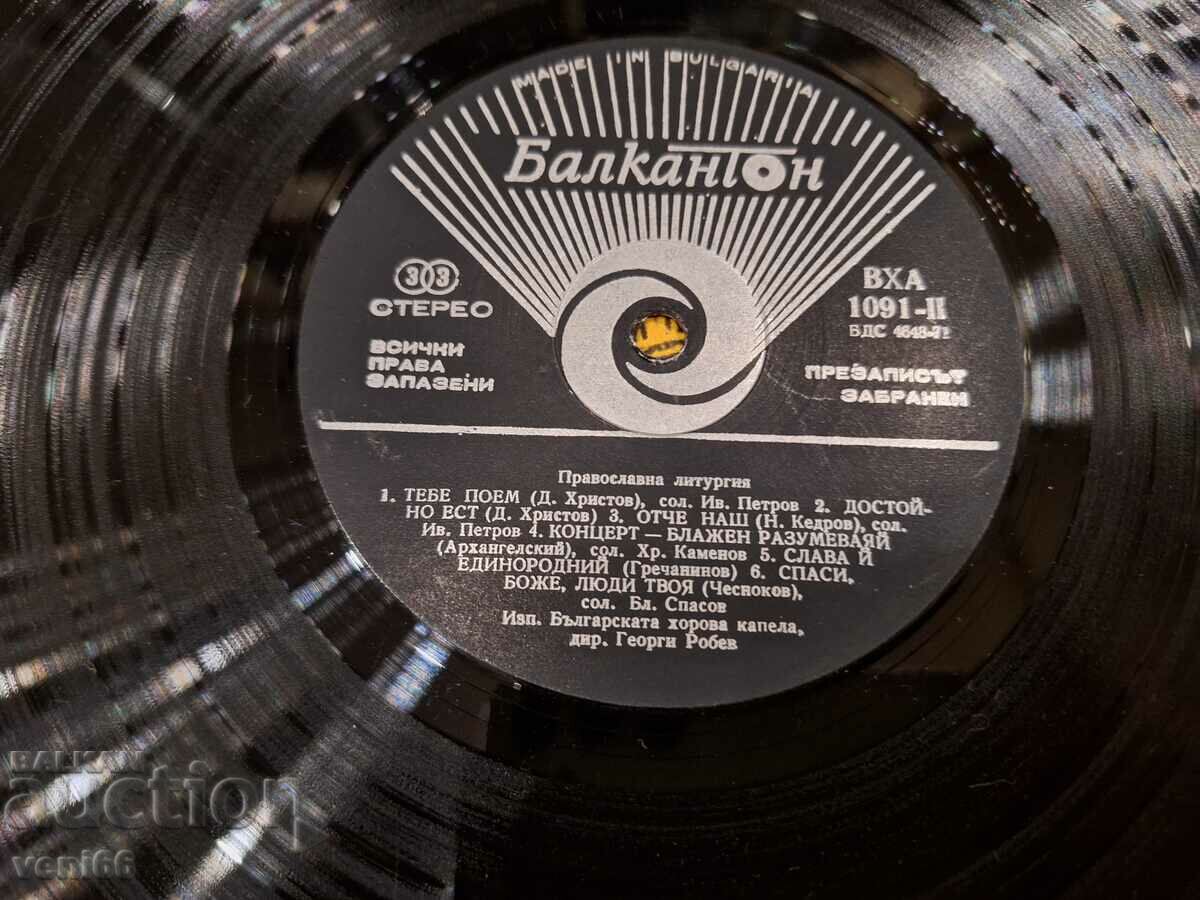 MADE IN BULGARIA
Балкантон
33
СТЕРЕО
ВХА
1091-II
БДС 4648-72
ВСИЧКИ
ПРАВА
ЗАПАЗЕНИ
ПРЕЗАПИСЪТ
ЗАБРАНЕН
Православна литургия
1. ТЕБЕ ПОЕМ (Д. Христов), сол. Ив. Петров 2. ДОСТОЙ-
НО ЕСТ (Д. Христов) 3. ОТЧЕ НАШ (Н. Кедров), сол.
Ив. Петров 4. КОНЦЕРТ — БЛАЖЕН РАЗУМЕВАЯЙ
(Архангелский), сол. Хр. Каменов 5. СЛАВА Й
ЕДИНОРОДНИЙ (Гречанинов) 6. СПАСИ,
БОЖЕ, ЛЮДИ ТВОЯ (Чесноков),
сол. Бл. Спасов
Изп. Българската хорова капела,
дир. Георги Робев
BALKAN
auction
veni66